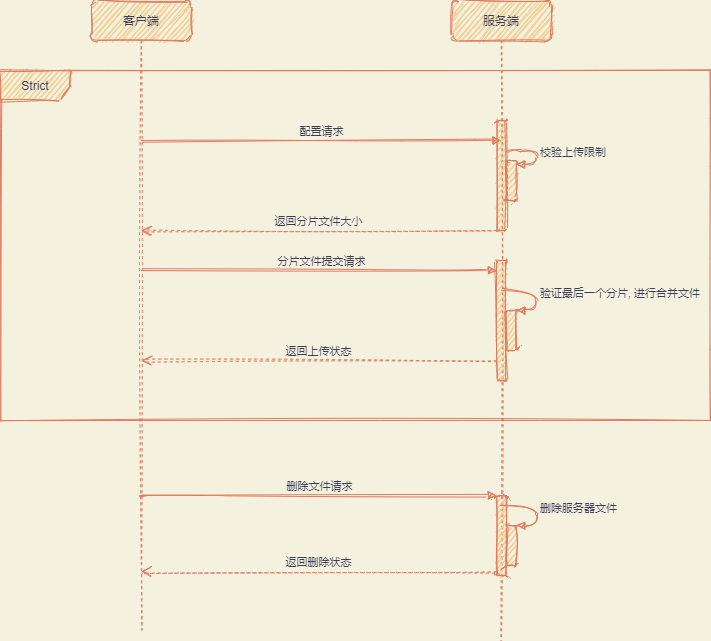 客户端
服务端
Strict
配置请求
校验上传限制
返回分片文件大小
分片文件提交请求
验证最后一个分片, 进行合并文件
返回上传状态
删除文件请求
删除服务器文件
返回删除状态